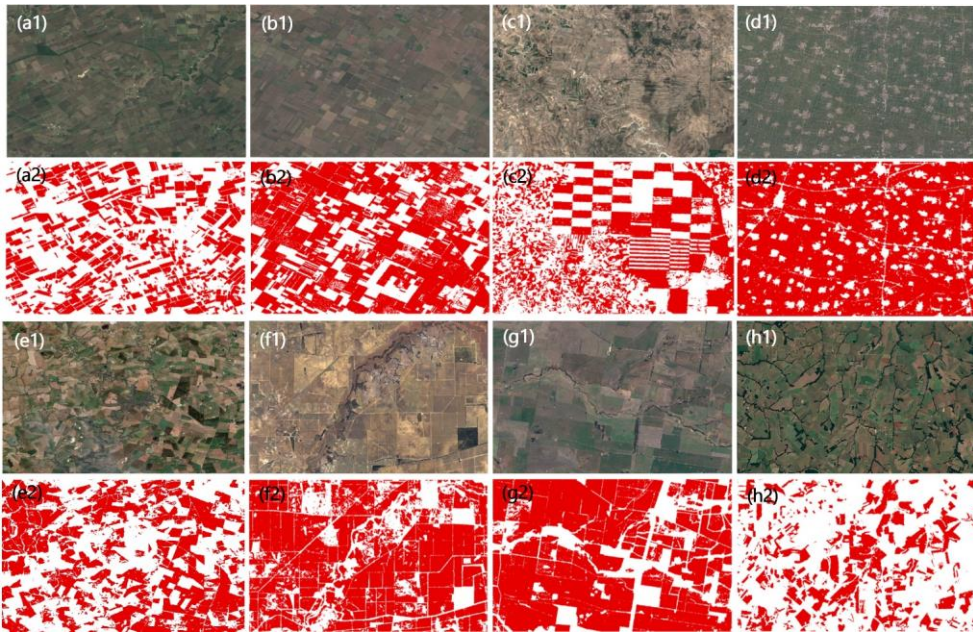 (a1) (b1) (c1) (d1)
(a2) (b2) (c2) (d2)
(e1) (f1) (g1) (h1)
(e2) (f2) (g2) (h2)